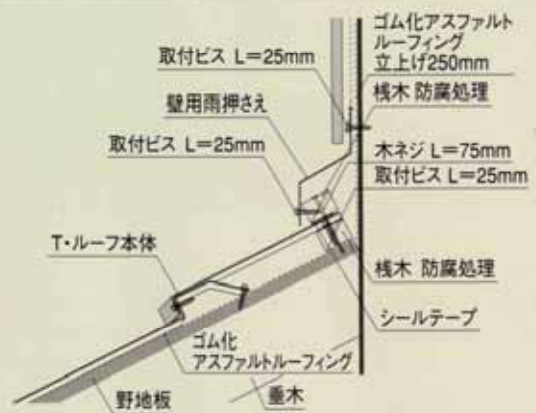 ゴム化アスファルト
ルーフィング
立上げ250mm
取付ビス L=25mm
桟木 防腐処理
壁用雨押さえ
取付ビス L=25mm
木ネジ L=75mm
取付ビス L=25mm
T・ルーフ本体
桟木 防腐処理
シールテープ
ゴム化
アスファルトルーフィング
野地板
垂木